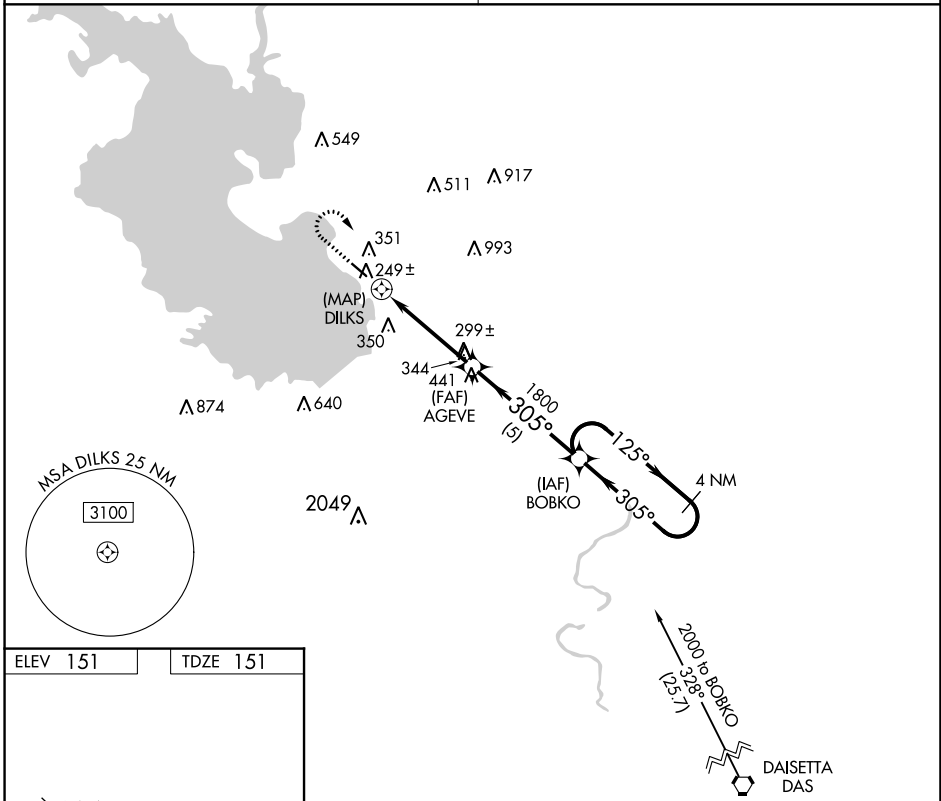 549
511
917
351
993
249±
(MAP)
DILKS
350
299±
344
441
(FAF)
AGEVE
1800
305°
(5)
874
640
125°
4 NM
(IAF)
BOBKO
305°
MSA DILKS 25 NM
3100
2049
2000 to BOBKO
328°
(25.7)
DAISETTA
DAS
ELEV 151
TDZE 151